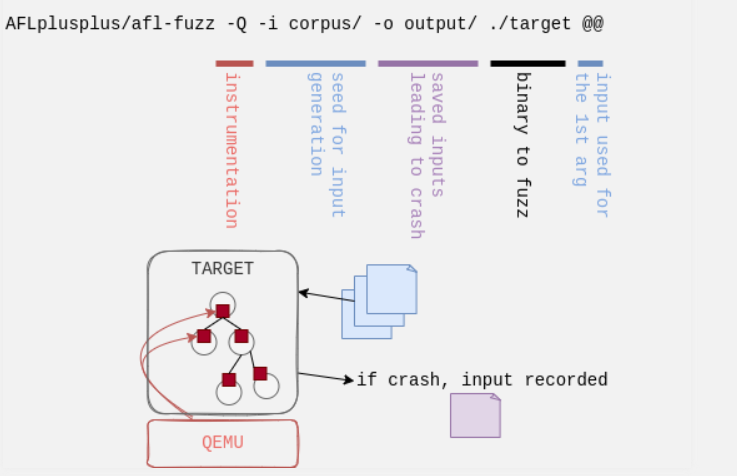 AFLplusplus/afl-fuzz -Q -i corpus/ -o output/ ./target @@
instrumentation
seed for input
generation
saved inputs
leading to crash
binary to fuzz
input used for
the 1st arg
TARGET
if crash, input recorded
QEMU